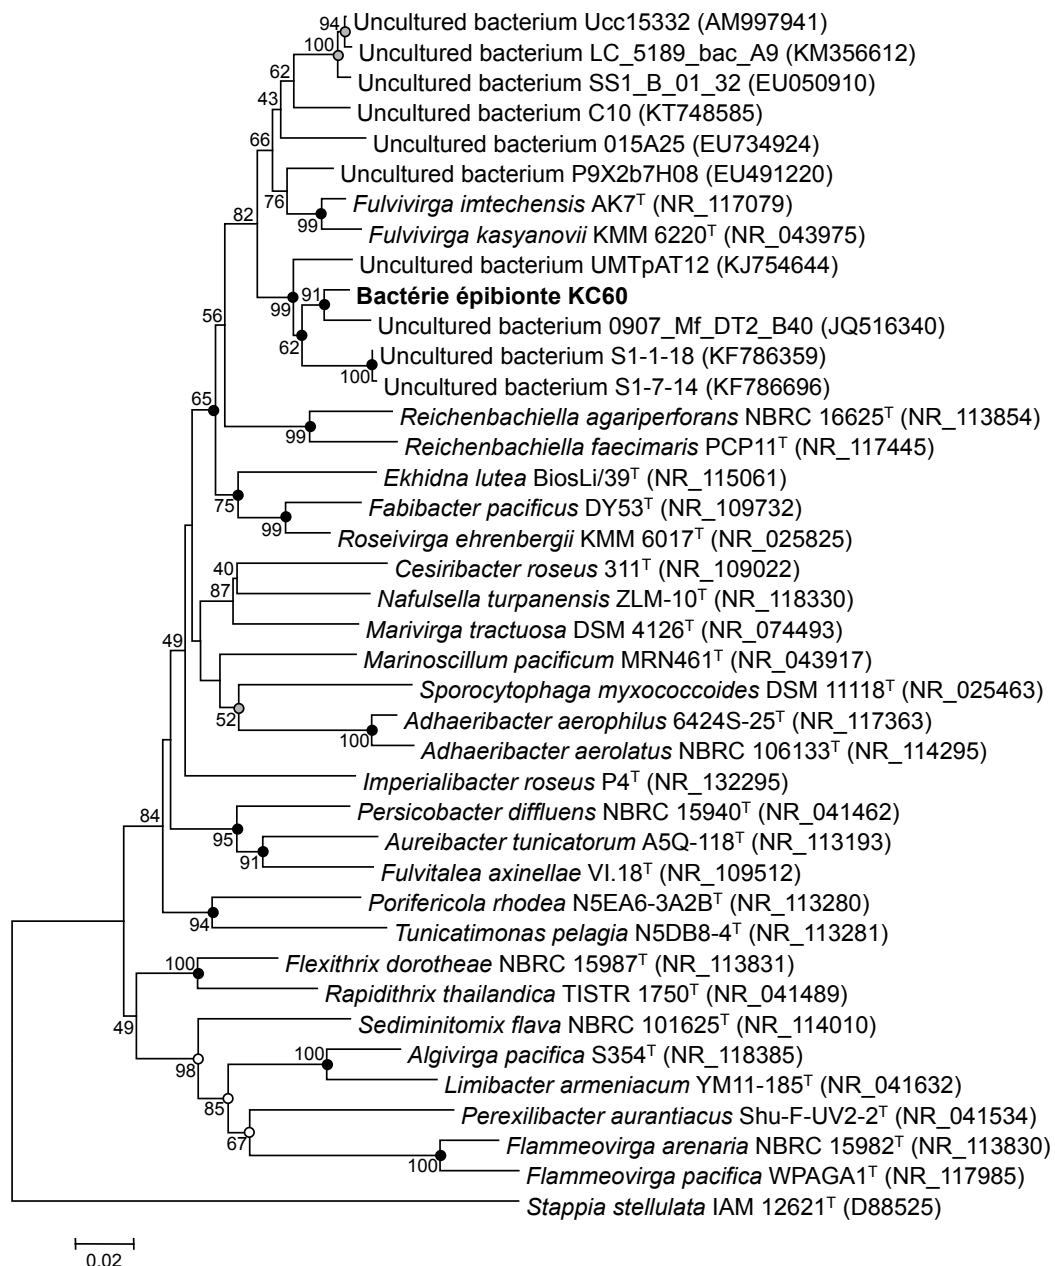 94
Uncultured bacterium Ucc15332 (AM997941)
100
Uncultured bacterium LC_5189_bac_A9 (KM356612)
62
Uncultured bacterium SS1_B_01_32 (EU050910)
43
Uncultured bacterium C10 (KT748585)
66
Uncultured bacterium 015A25 (EU734924)
Uncultured bacterium P9X2b7H08 (EU491220)
76
Fulvivirga imtechensis AK7ᵀ (NR_117079)
82
99
Fulvivirga kasyanovii KMM 6220ᵀ (NR_043975)
Uncultured bacterium UMTpAT12 (KJ754644)
91
Bactérie épibionte KC60
99
56
Uncultured bacterium 0907_Mf_DT2_B40 (JQ516340)
62
Uncultured bacterium S1-1-18 (KF786359)
100
Uncultured bacterium S1-7-14 (KF786696)
65
Reichenbachiella agariperforans NBRC 16625ᵀ (NR_113854)
99
Reichenbachiella faecimaris PCP11ᵀ (NR_117445)
Ekhidna lutea BiosLi/39ᵀ (NR_115061)
75
Fabibacter pacificus DY53ᵀ (NR_109732)
99
Roseivirga ehrenbergii KMM 6017ᵀ (NR_025825)
40
Cesiribacter roseus 311ᵀ (NR_109022)
87
Nafulsella turpanensis ZLM-10ᵀ (NR_118330)
Marivirga tractuosa DSM 4126ᵀ (NR_074493)
49
Marinoscillum pacificum MRN461ᵀ (NR_043917)
Sporocytophaga myxococcoides DSM 11118ᵀ (NR_025463)
52
Adhaeribacter aerophilus 6424S-25ᵀ (NR_117363)
100
Adhaeribacter aerolatus NBRC 106133ᵀ (NR_114295)
Imperialibacter roseus P4ᵀ (NR_132295)
84
Persicobacter diffluens NBRC 15940ᵀ (NR_041462)
95
Aureibacter tunicatorum A5Q-118ᵀ (NR_113193)
91
Fulvitalea axinellae VI.18ᵀ (NR_109512)
Porifericola rhodea N5EA6-3A2Bᵀ (NR_113280)
94
Tunicatimonas pelagia N5DB8-4ᵀ (NR_113281)
100
Flexithrix dorotheae NBRC 15987ᵀ (NR_113831)
Rapidithrix thailandica TISTR 1750ᵀ (NR_041489)
49
Sediminitomix flava NBRC 101625ᵀ (NR_114010)
98
100
Algivirga pacifica S354ᵀ (NR_118385)
Limibacter armeniacum YM11-185ᵀ (NR_041632)
85
Perexilibacter aurantiacus Shu-F-UV2-2ᵀ (NR_041534)
67
Flammeovirga arenaria NBRC 15982ᵀ (NR_113830)
100
Flammeovirga pacifica WPAGA1ᵀ (NR_117985)
Stappia stellulata IAM 12621ᵀ (D88525)
0.02